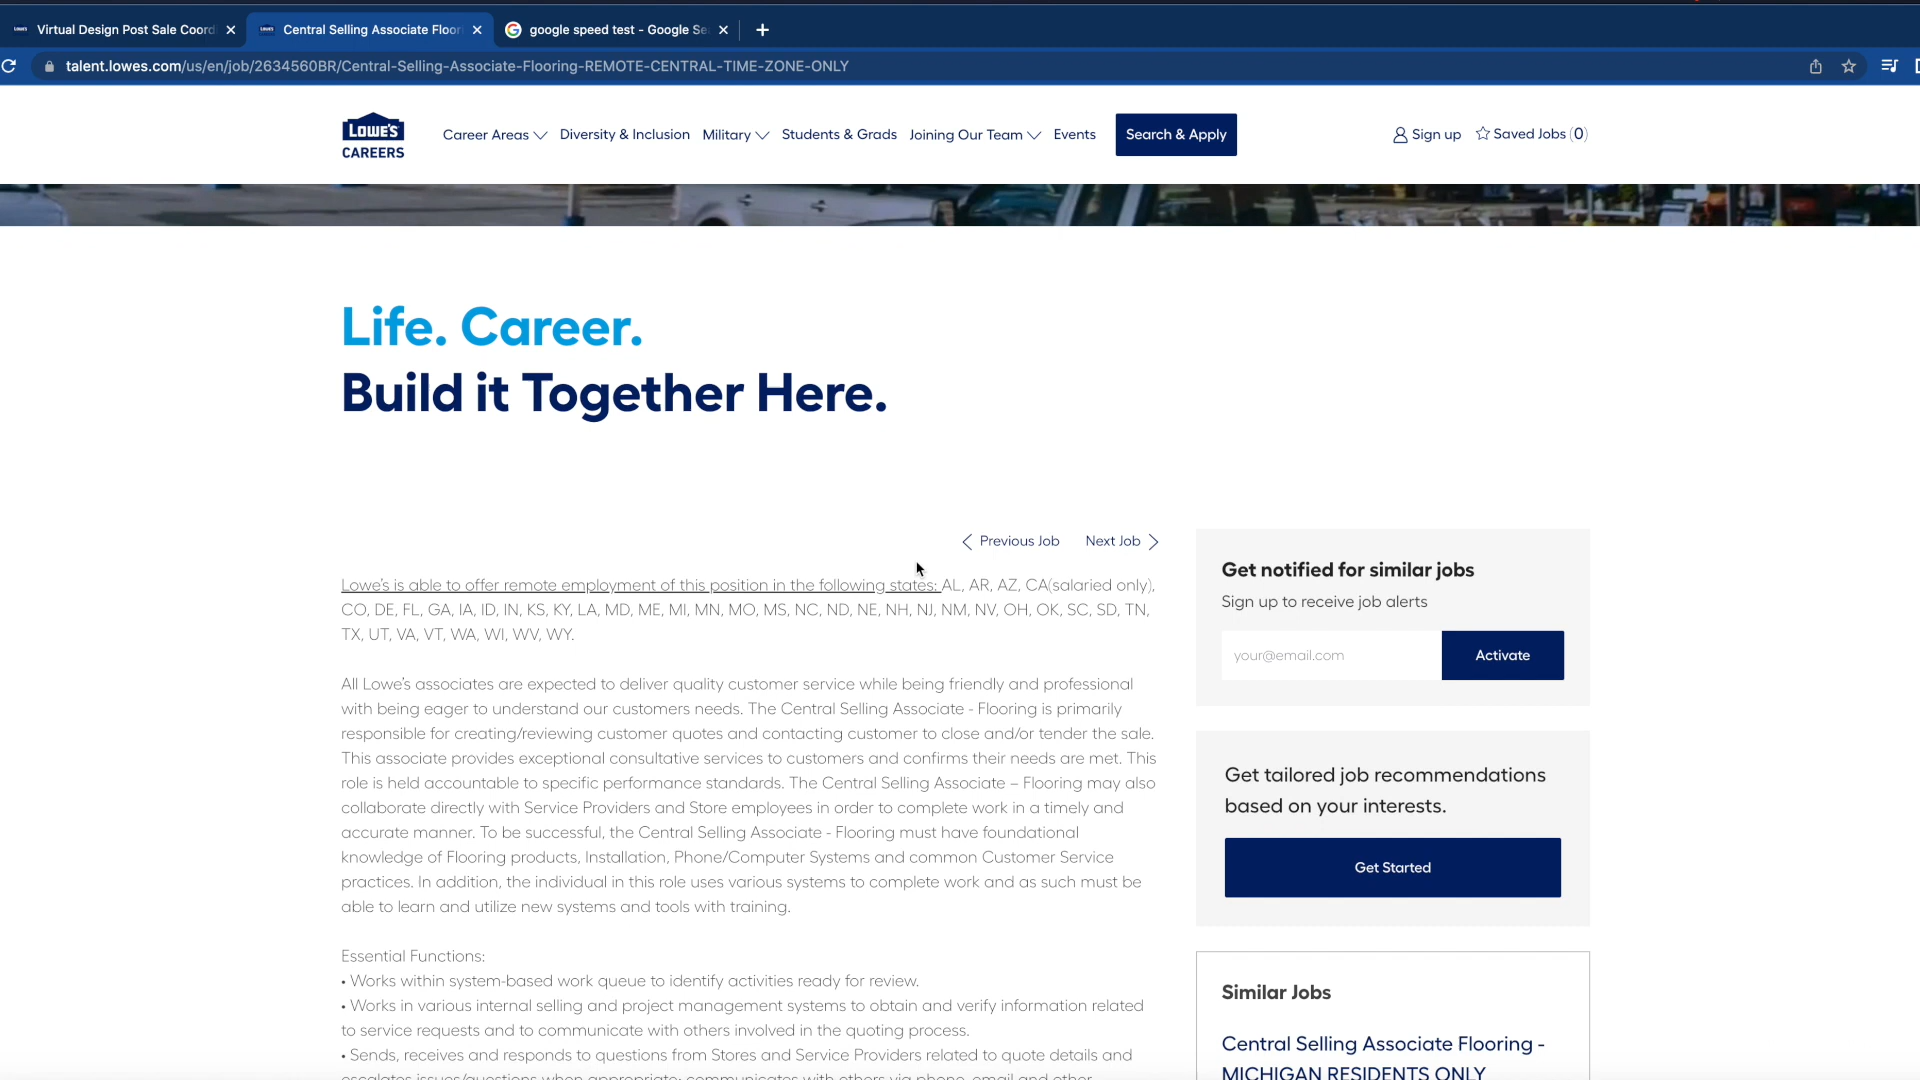 Virtual Design Post Sale Coord
Central Selling Associate Floor
google speed test - Google Se
talent.lowes.com/us/en/job/2634560BR/Central-Selling-Associate-Flooring-REMOTE-CENTRAL-TIME-ZONE-ONLY
LOWE'S
CAREERS
Career Areas
Diversity & Inclusion
Military
Students & Grads
Joining Our Team
Events
Search & Apply
Sign up
Saved Jobs (0)
Life. Career.
Build it Together Here.
Previous Job
Next Job
Lowe's is able to offer remote employment of this position in the following states: AL, AR, AZ, CA(salaried only),
CO, DE, FL, GA, IA, ID, IN, KS, KY, LA, MD, ME, MI, MN, MO, MS, NC, ND, NE, NH, NJ, NM, NV, OH, OK, SC, SD, TN,
TX, UT, VA, VT, WA, WI, WV, WY.
All Lowe's associates are expected to deliver quality customer service while being friendly and professional
with being eager to understand our customers needs. The Central Selling Associate - Flooring is primarily
responsible for creating/reviewing customer quotes and contacting customer to close and/or tender the sale.
This associate provides exceptional consultative services to customers and confirms their needs are met. This
role is held accountable to specific performance standards. The Central Selling Associate – Flooring may also
collaborate directly with Service Providers and Store employees in order to complete work in a timely and
accurate manner. To be successful, the Central Selling Associate - Flooring must have foundational
knowledge of Flooring products, Installation, Phone/Computer Systems and common Customer Service
practices. In addition, the individual in this role uses various systems to complete work and as such must be
able to learn and utilize new systems and tools with training.
Essential Functions:
• Works within system-based work queue to identify activities ready for review.
• Works in various internal selling and project management systems to obtain and verify information related
to service requests and to communicate with others involved in the quoting process.
• Sends, receives and responds to questions from Stores and Service Providers related to quote details and
escalates issues/questions when appropriate; communicates with others via phone, email and other
Get notified for similar jobs
Sign up to receive job alerts
your@email.com
Activate
Get tailored job recommendations
based on your interests.
Get Started
Similar Jobs
Central Selling Associate Flooring -
MICHIGAN RESIDENTS ONLY